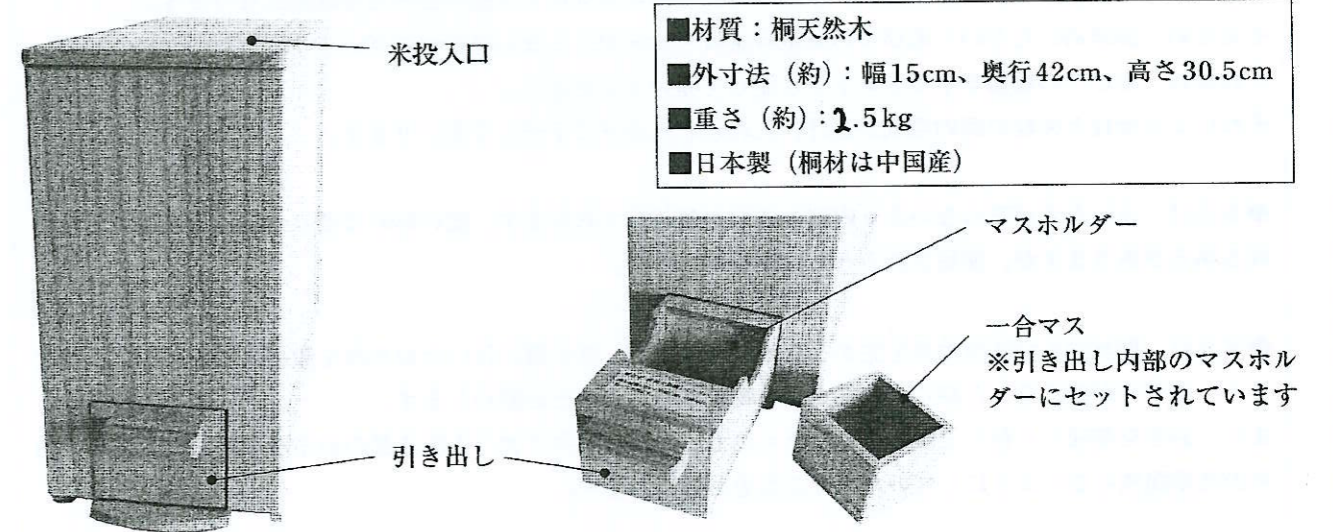 米投入口
■材質：桐天然木
■外寸法（約）：幅15cm、奥行42cm、高さ30.5cm
■重さ（約）：2.5kg
■日本製（桐材は中国産）
マスホルダー
一合マス
※引き出し内部のマスホル
ダーにセットされています
引き出し